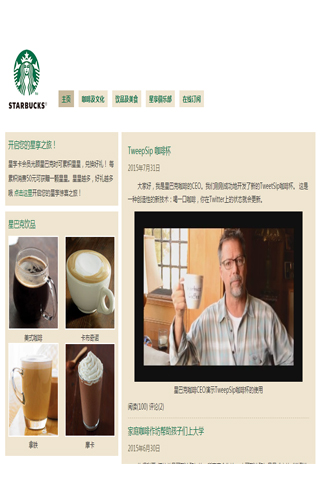 STARBUCKS
主页 咖啡及文化 饮品及美食 星享俱乐部 在线订阅
开启您的星享之旅！
星享卡会员光顾星巴克时可累积星星，兑换好礼！ 每
累积消费50元可获赠一颗星星。星星越多，好礼越多
哦 点击这里开启您的星享体喜之旅！
星巴克饮品
美式咖啡 卡布奇诺
拿铁 摩卡
TweepSip 咖啡杯
2015年7月31日
大家好，我是星巴克咖啡的CEO。我们刚刚成功地开发了新的TweetSip咖啡杯。 这是
一种创造性的新技术：喝一口咖啡，你在Twitter上的状态就会更新。
星巴克咖啡CEO演示TweepSip咖啡杯的使用
阅读(100) 评论(2)
家庭咖啡作坊帮助孩子们上大学
2015年6月30日